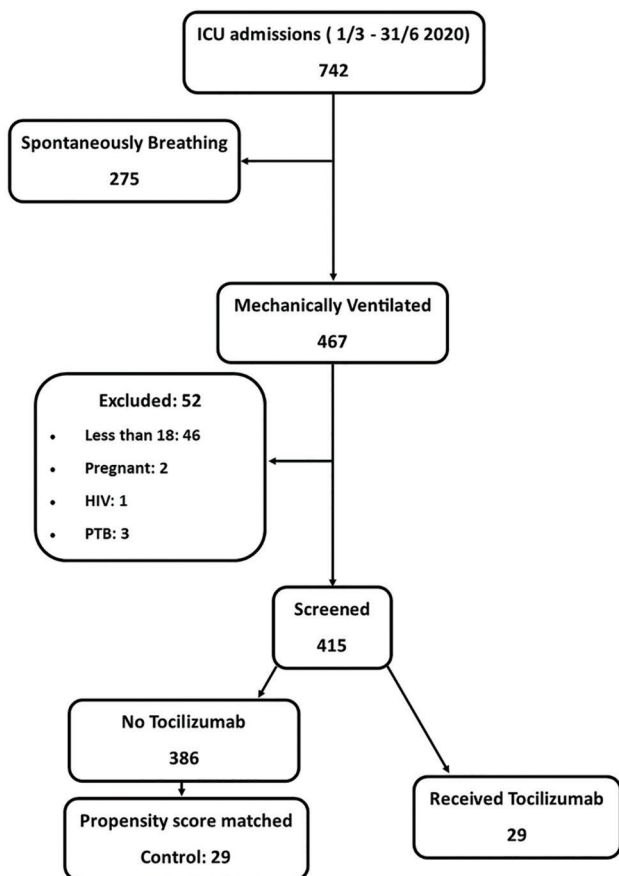 ICU admissions ( 1/3 - 31/6 2020)
742
Spontaneously Breathing
275
Mechanically Ventilated
467
Excluded: 52
• Less than 18: 46
• Pregnant: 2
• HIV: 1
• PTB: 3
Screened
415
No Tocilizumab
386
Received Tocilizumab
29
Propensity score matched
Control: 29